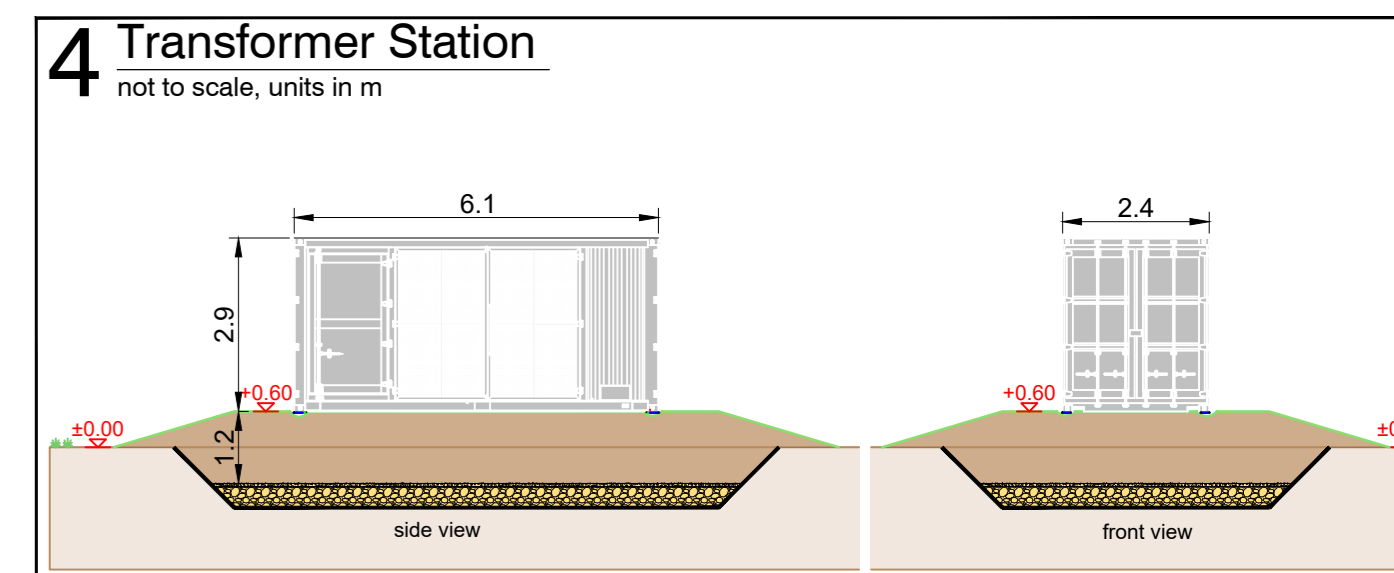 4 Transformer Station
not to scale, units in m
6.1
2.4
2.9
+0.60
+0.60
±0.00
1.2
side view
front view